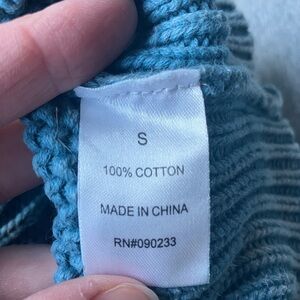 S
100% COTTON
MADE IN CHINA
RN#090233